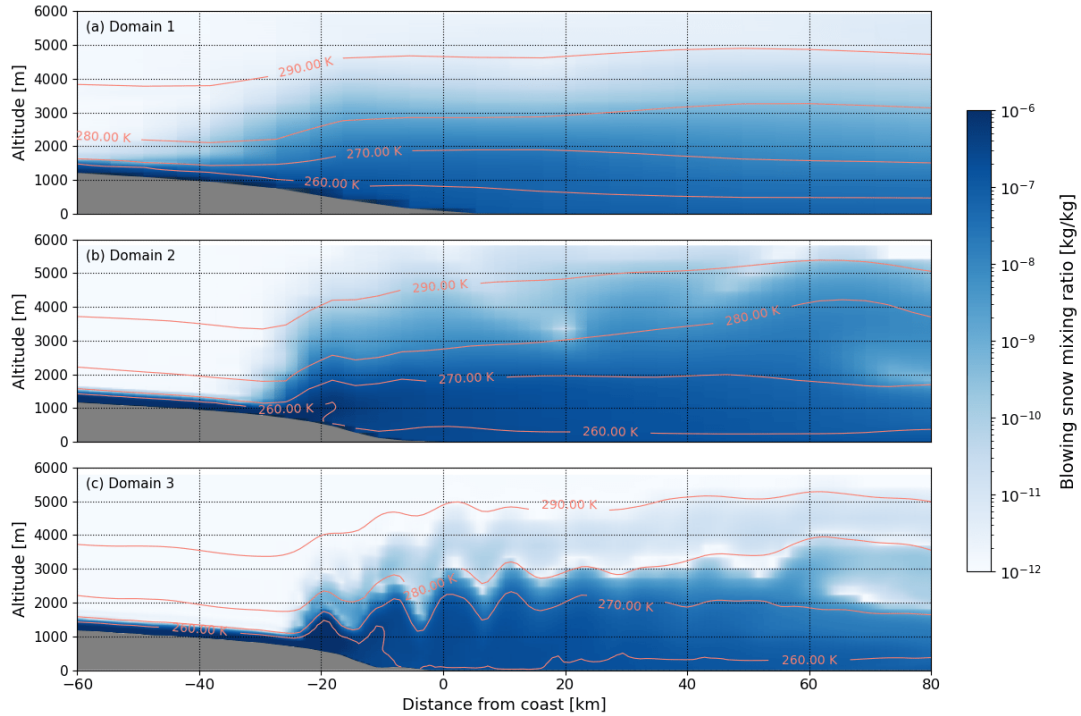 (a) Domain 1
6000
5000
4000
3000
2000
1000
0
Altitude [m]
290.00 K
280.00 K
270.00 K
260.00 K
(b) Domain 2
6000
5000
4000
3000
2000
1000
0
Altitude [m]
290.00 K
280.00 K
270.00 K
260.00 K
260.00 K
(c) Domain 3
6000
5000
4000
3000
2000
1000
0
Altitude [m]
290.00 K
280.00 K
270.00 K
260.00 K
260.00 K
−60 −40 −20 0 20 40 60 80
Distance from coast [km]
10⁻⁶
10⁻⁷
10⁻⁸
10⁻⁹
10⁻¹⁰
10⁻¹¹
10⁻¹²
Blowing snow mixing ratio [kg/kg]